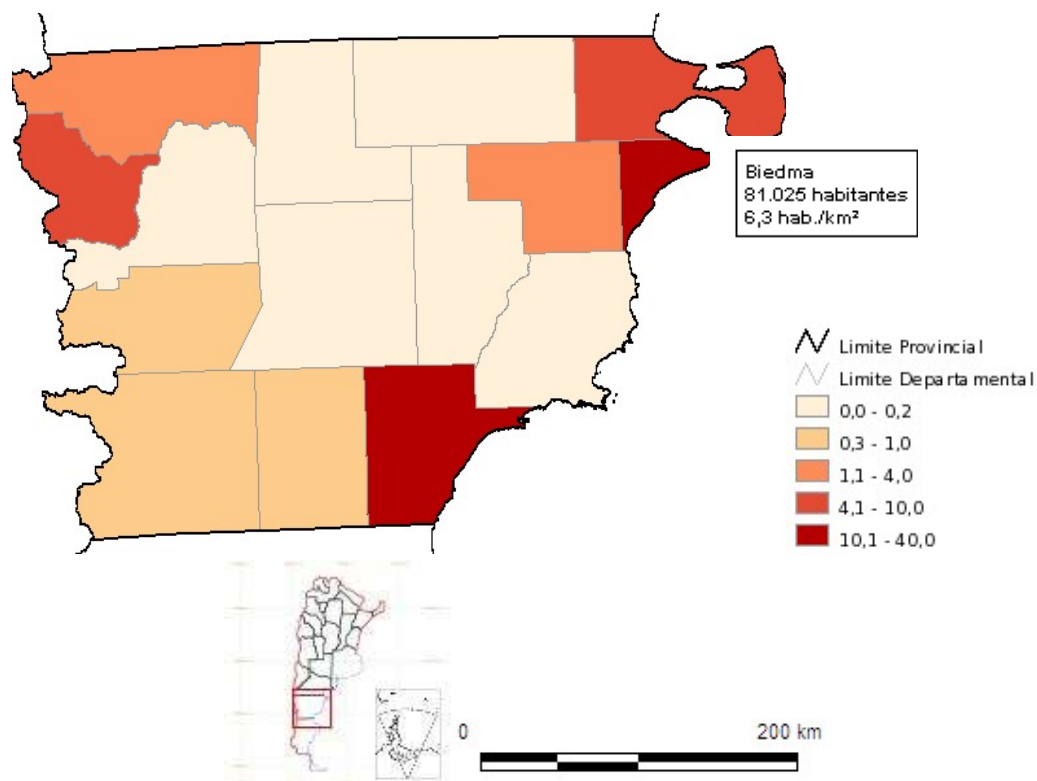 Biedma
81.025 habitantes
6,3 hab./km²
Limite Provincial
Limite Departamental
0,0 - 0,2
0,3 - 1,0
1,1 - 4,0
4,1 - 10,0
10,1 - 40,0
0
200 km